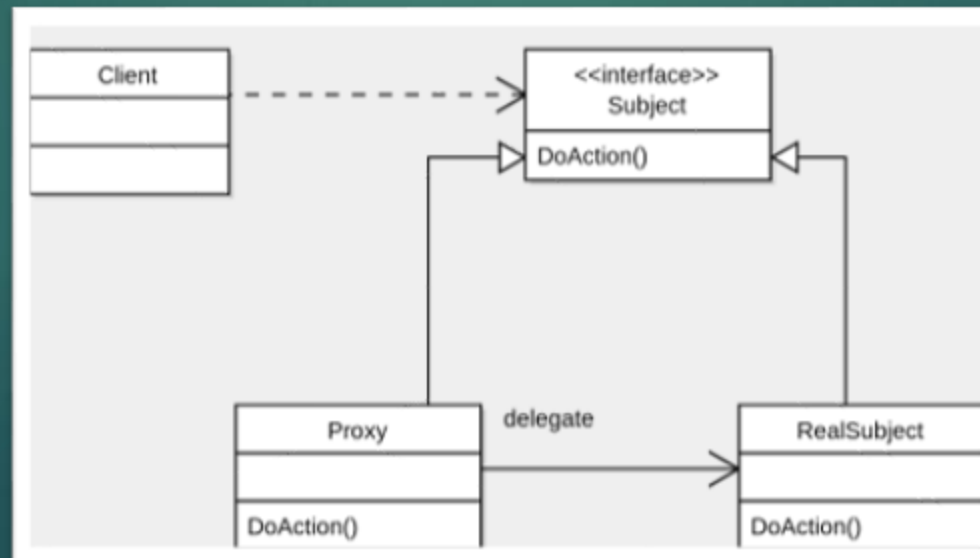 Client
<<interface>>
Subject
DoAction()
Proxy
delegate
RealSubject
DoAction()
DoAction()